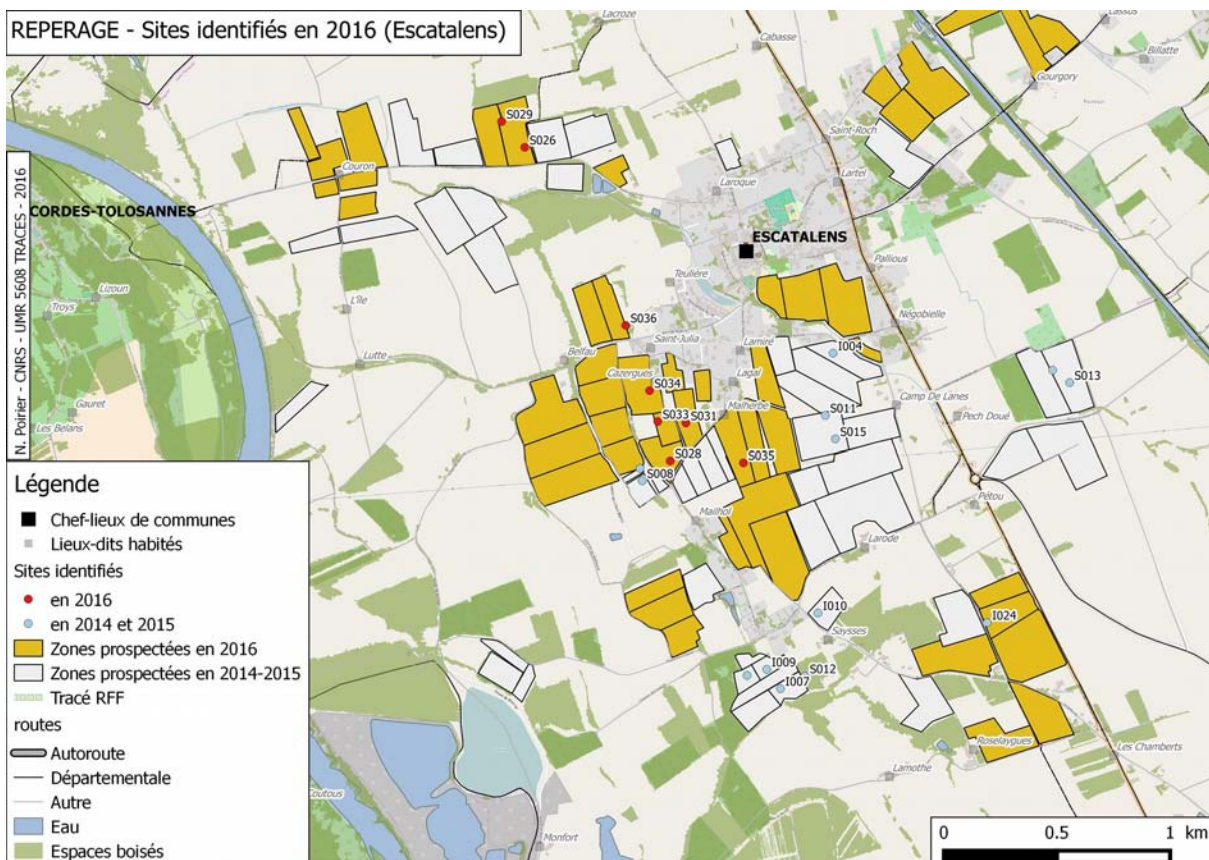 REPERAGE - Sites identifiés en 2016 (Escatalens)
Lacroze
Cabasse
Lassus
Billatte
Gourgory
S029
S026
Saint-Roch
Couron
Laroque
Lartel
N. Poirier - CNRS - UMR 5608 TRACES - 2016
CORDES-TOLOSANNES
ESCATALENS
Pallious
Teulière
Lizoun
Troys
L'île
S036
Négobielle
Saint-Julia
Lamiré
I004
Lutte
Belfau
Cazergues
S034
Lagal
S013
Gauret
Camp De Lanes
Malherbe
S033
S031
S011
Pech Doué
Les Belans
S015
S028
S035
S008
Pétou
Mailhol
Larode
I010
I024
Saysses
I009
S012
I007
Roselaygues
Les Chamberts
Lamothe
Coutous
Monfort
Légende
Chef-lieux de communes
Lieux-dits habités
Sites identifiés
en 2016
en 2014 et 2015
Zones prospectées en 2016
Zones prospectées en 2014-2015
Tracé RFF
routes
Autoroute
Départementale
Autre
Eau
Espaces boisés
0 0.5 1 km